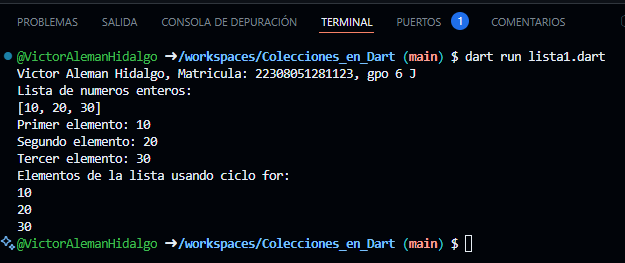 PROBLEMAS SALIDA CONSOLA DE DEPURACIÓN TERMINAL PUERTOS 1 COMENTARIOS
@VictorAlemanHidalgo ➜/workspaces/Colecciones_en_Dart (main) $ dart run lista1.dart
Victor Aleman Hidalgo, Matricula: 22308051281123, gpo 6 J
Lista de numeros enteros:
[10, 20, 30]
Primer elemento: 10
Segundo elemento: 20
Tercer elemento: 30
Elementos de la lista usando ciclo for:
10
20
30
@VictorAlemanHidalgo ➜/workspaces/Colecciones_en_Dart (main) $